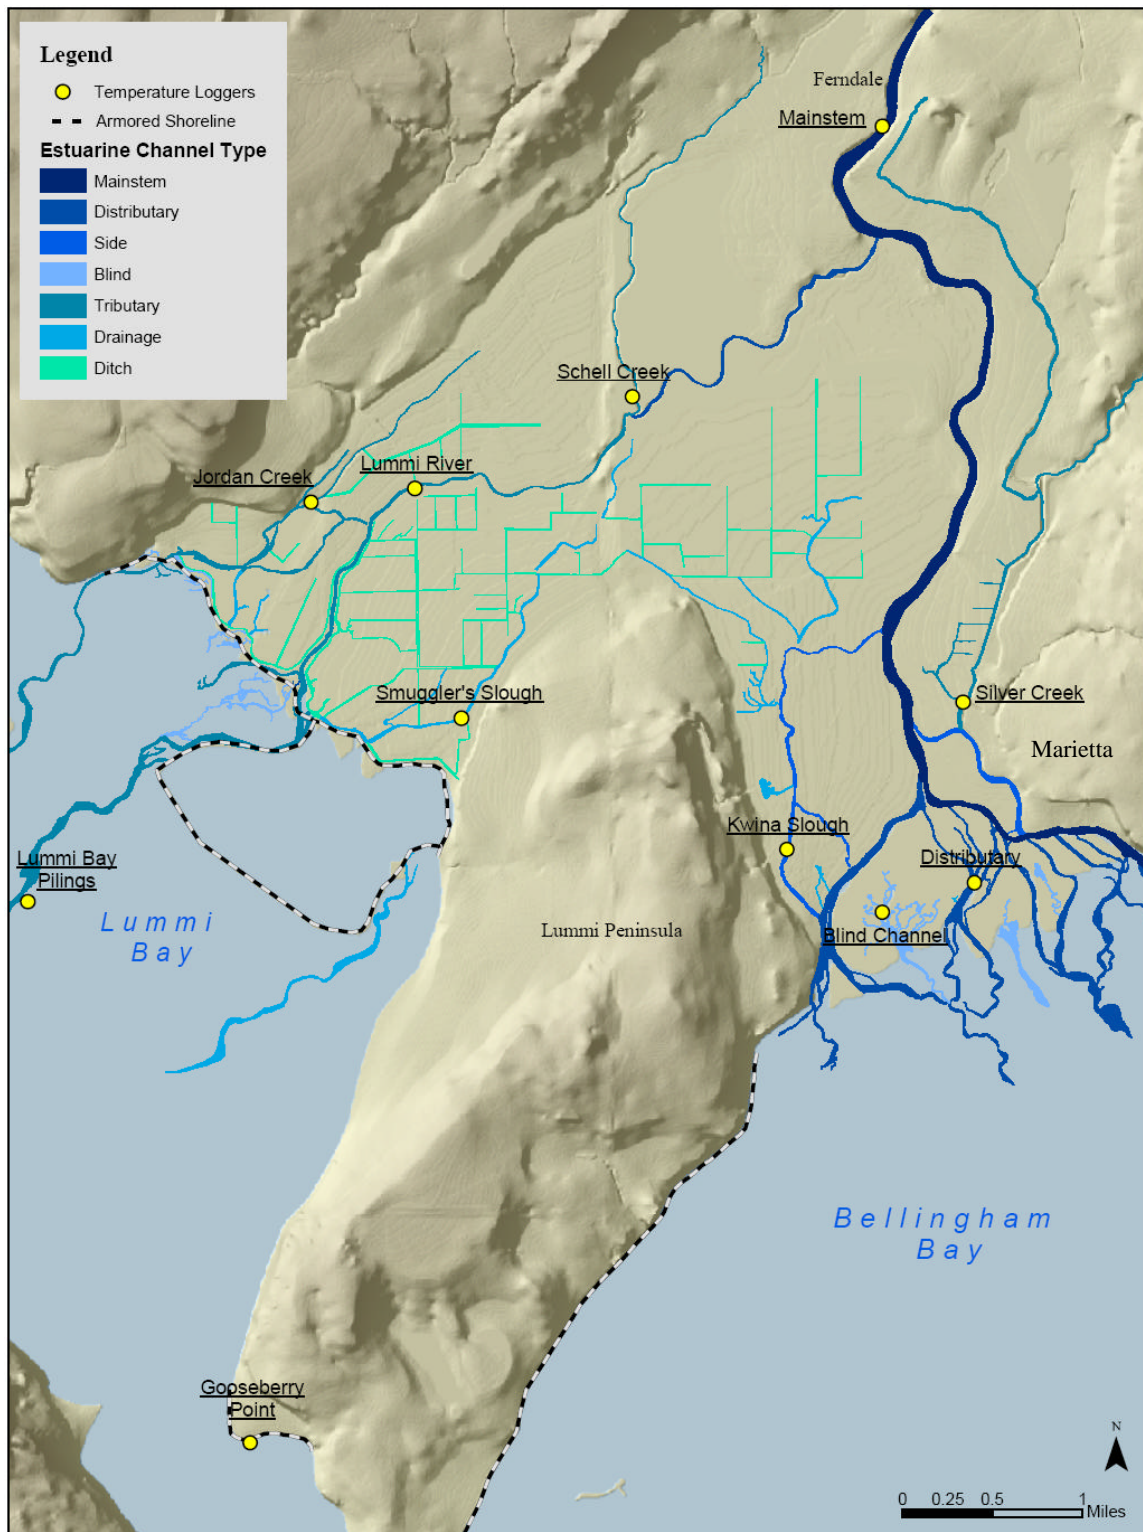 Legend
Temperature Loggers
Armored Shoreline
Estuarine Channel Type
Mainstem
Distributary
Side
Blind
Tributary
Drainage
Ditch
Ferndale
Mainstem
Schell Creek
Lummi River
Jordan Creek
Smuggler's Slough
Silver Creek
Marietta
Kwina Slough
Distributary
Lummi Bay
Pilings
Lummi
Bay
Lummi Peninsula
Blind Channel
Bellingham
Bay
Gooseberry
Point
N
0 0.25 0.5 1
Miles